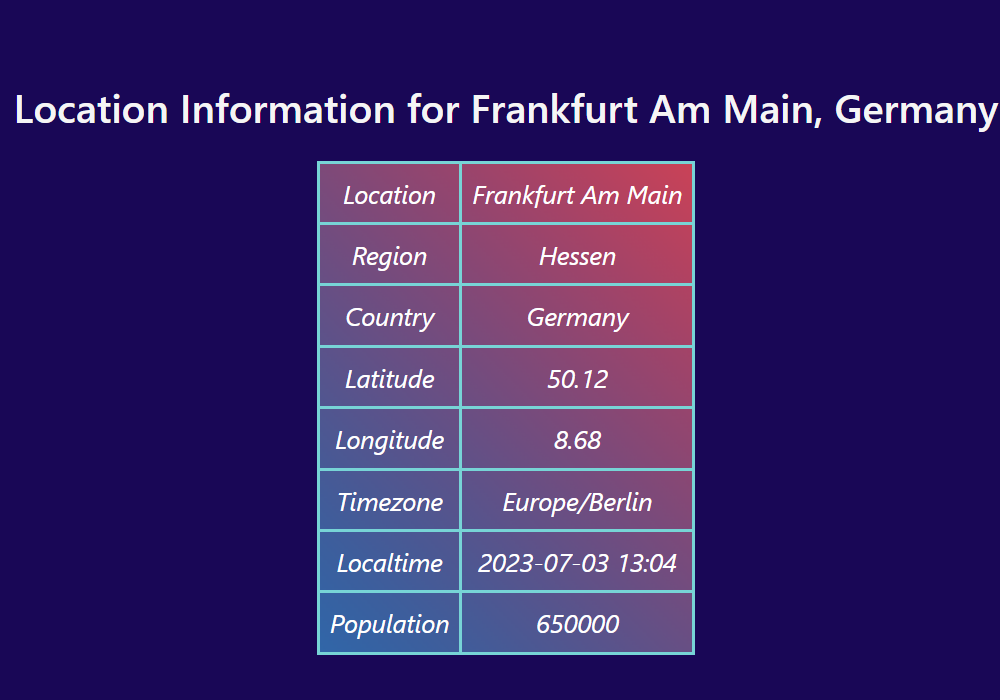 Location Information for Frankfurt Am Main, Germany
Location Frankfurt Am Main
Region Hessen
Country Germany
Latitude 50.12
Longitude 8.68
Timezone Europe/Berlin
Localtime 2023-07-03 13:04
Population 650000